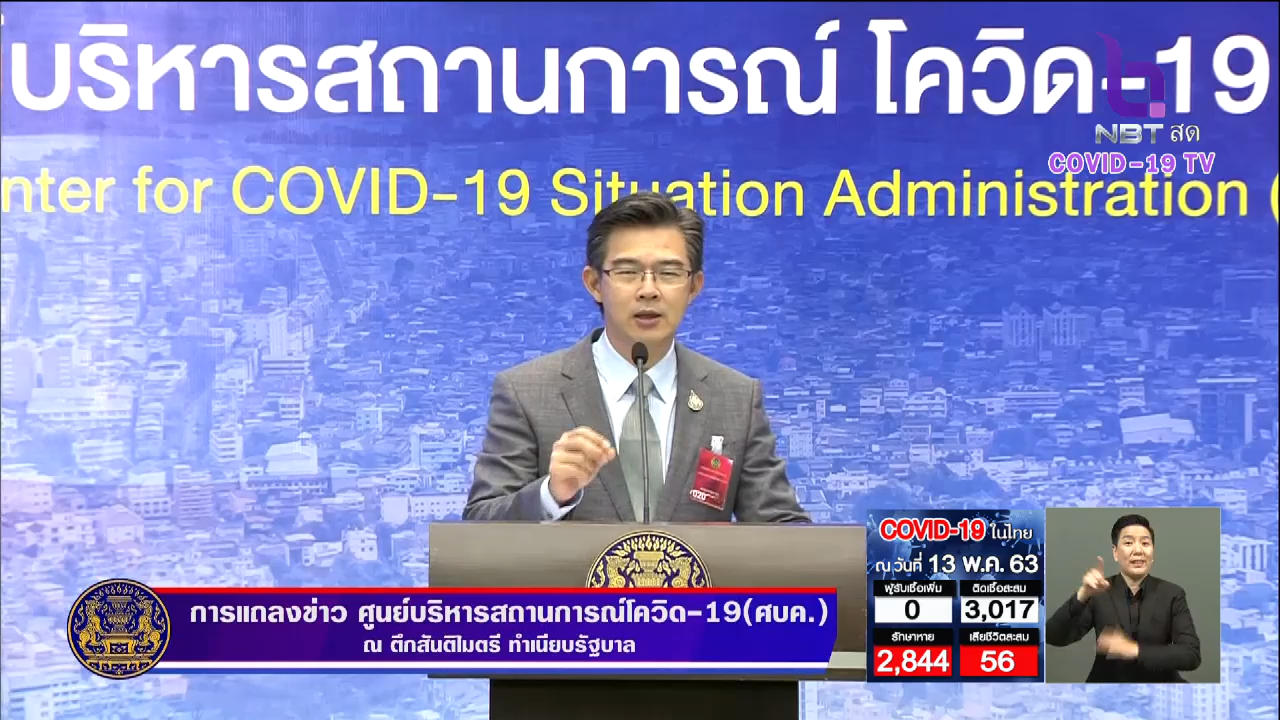 บริหารสถานการณ์ โควิด-19
NBT สด
COVID-19 TV
nter for COVID-19 Situation Administration (
2020
COVID-19 ในไทย
ณ วันที่ 13 พ.ค. 63
ผู้รับเชื้อเพิ่ม ติดเชื้อสะสม
0 3,017
รักษาหาย เสียชีวิตสะสม
2,844 56
การแถลงข่าว ศูนย์บริหารสถานการณ์โควิด-19(ศบค.)
ณ ตึกสันติไมตรี ทำเนียบรัฐบาล